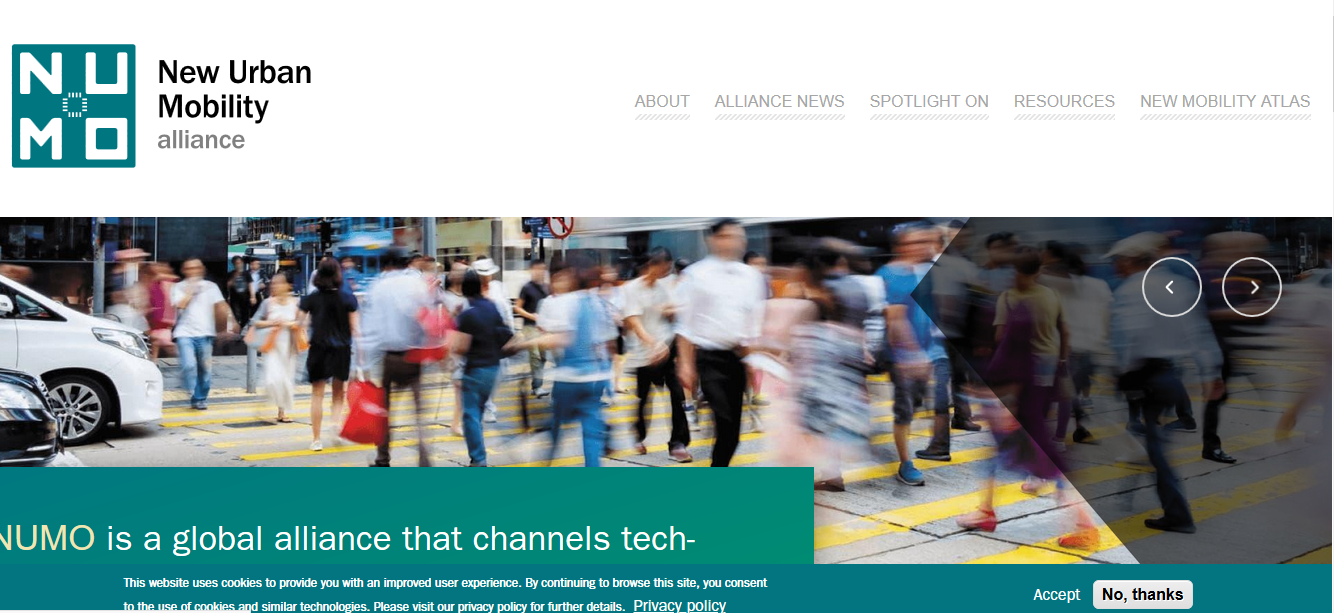 NUMO
New Urban
Mobility
alliance
ABOUT ALLIANCE NEWS SPOTLIGHT ON RESOURCES NEW MOBILITY ATLAS
NUMO is a global alliance that channels tech-
This website uses cookies to provide you with an improved user experience. By continuing to browse this site, you consent
to the use of cookies and similar technologies. Please visit our privacy policy for further details. Privacy policy
Accept No, thanks